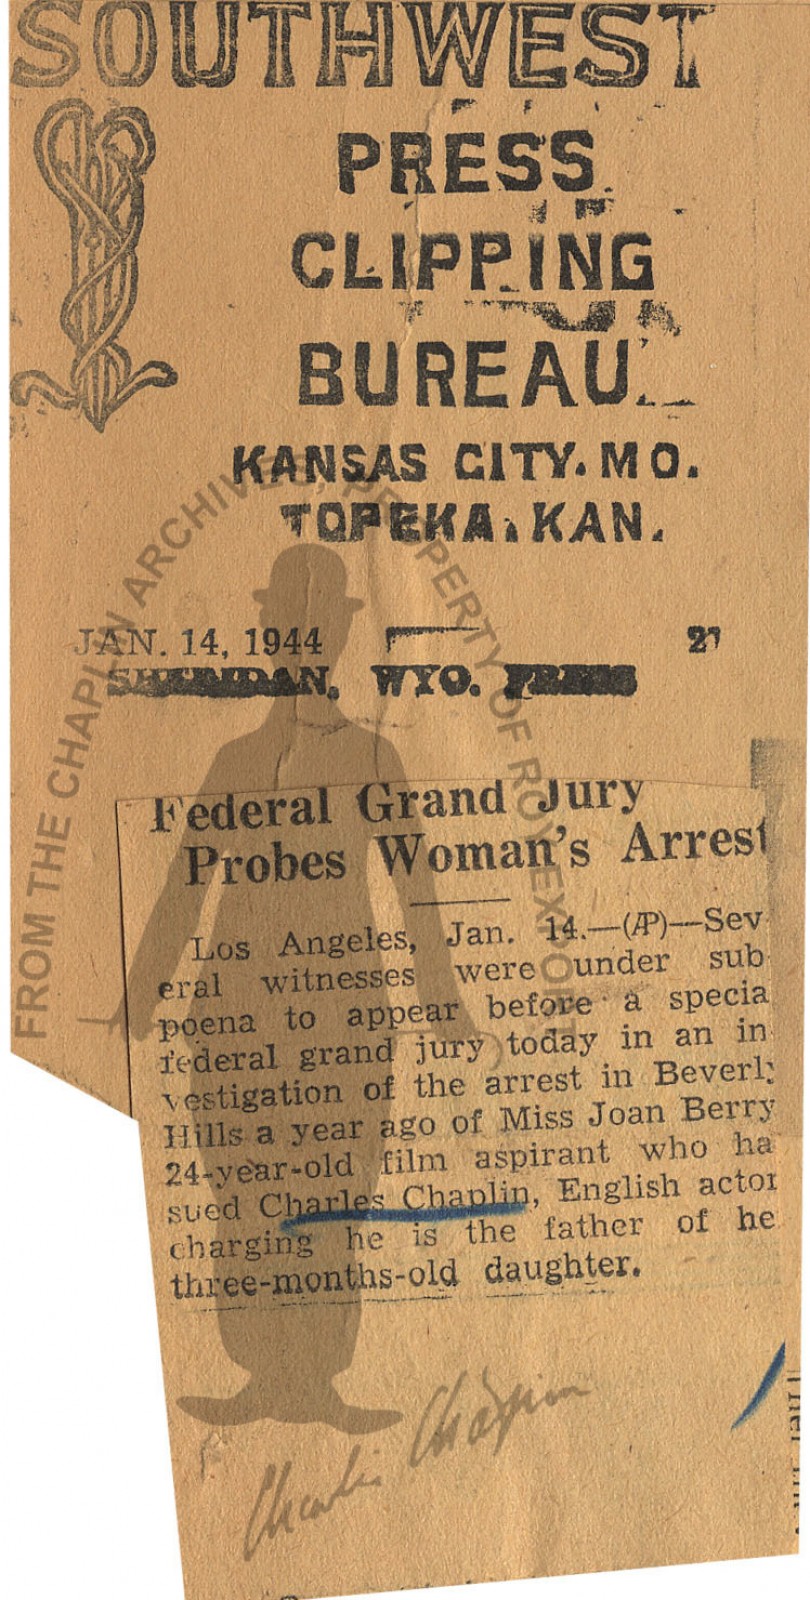 SOUTHWEST
PRESS
CLIPPING
BUREAU
KANSAS CITY. MO.
TOPEKA, KAN.
JAN. 14, 1944
SHERIDAN, WYO. PRESS
Federal Grand Jury
Probes Woman's Arrest
Los Angeles, Jan. 14.—(AP)—Sev
eral witnesses were under sub
poena to appear before a specia
federal grand jury today in an in
vestigation of the arrest in Beverly
Hills a year ago of Miss Joan Berry
24-year-old film aspirant who ha
sued Charles Chaplin, English actor
charging he is the father of he
three-months-old daughter.
Charlie Chaplin
FROM THE CHAPLIN ARCHIVES, PROPERTY OF ROY EXPORT